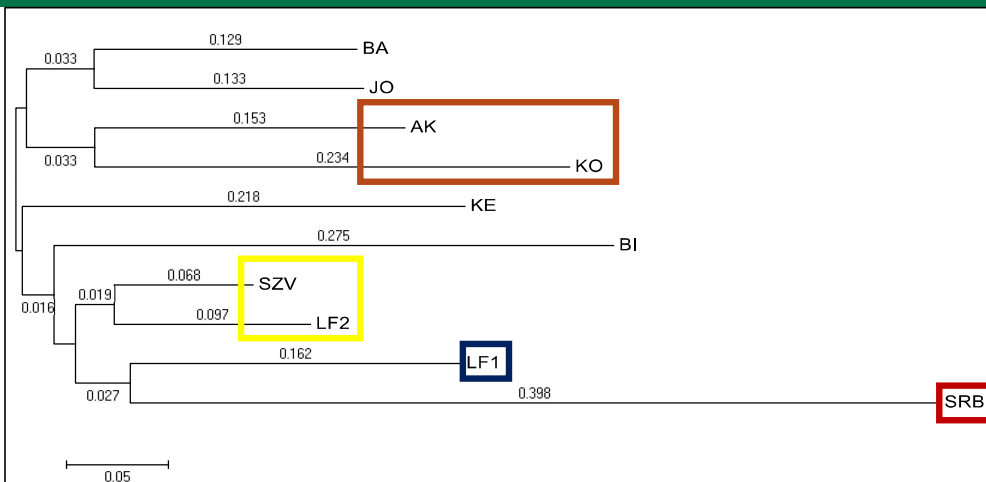 0.129 BA
0.033
0.133 JO
0.153 AK
0.033 0.234 KO
0.218 KE
0.275 BI
0.068 SZV
0.019
0.016
0.097 LF2
0.162 LF1
0.027 0.398 SRB
0.05